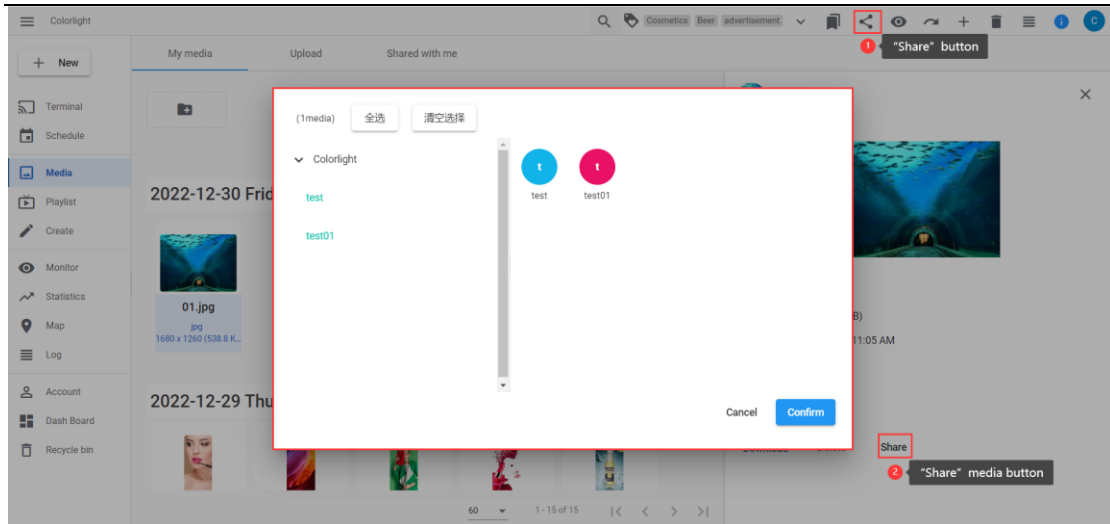 Colorlight
Cosmetics Beer advertisement
C
1 "Share" button
+ New
My media Upload Shared with me
Terminal
Schedule
Media
Playlist
Create
Monitor
Statistics
Map
Log
Account
Dash Board
Recycle bin
2022-12-30 Frid
01.jpg
jpg
1680 x 1260 (538.8 K...
2022-12-29 Thu
(1media) 全选 清空选择
Colorlight
test
test01
t t
test test01
Cancel Confirm
B)
11:05 AM
Share
2 "Share" media button
60 1 - 15 of 15